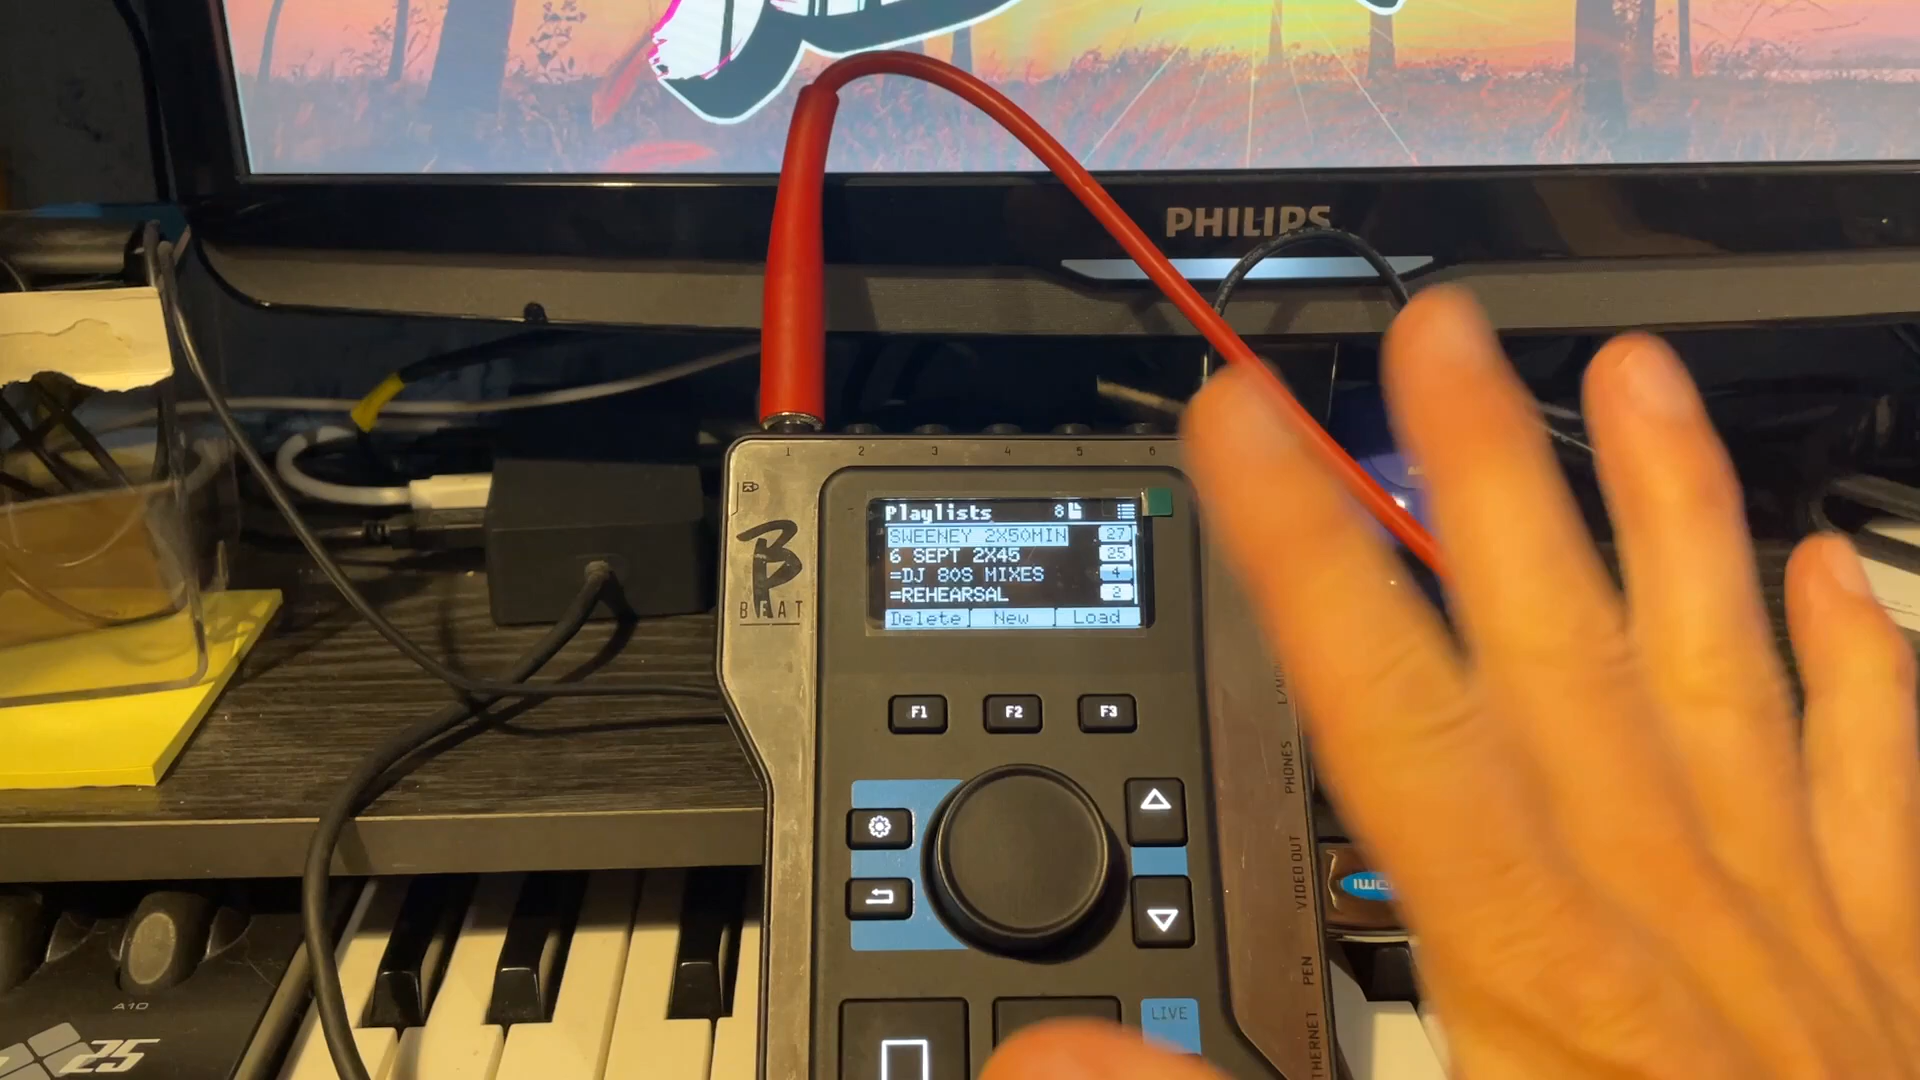 PHILIPS
1 2 3 4 5 6
Playlists 8
SWEENEY 2X50MIN 27
6 SEPT 2X45 25
=DJ 80S MIXES 4
=REHEARSAL 2
Delete New Load
B
BEAT
F1 F2 F3
PHONES
VIDEO OUT
PEN
LIVE
A10
25